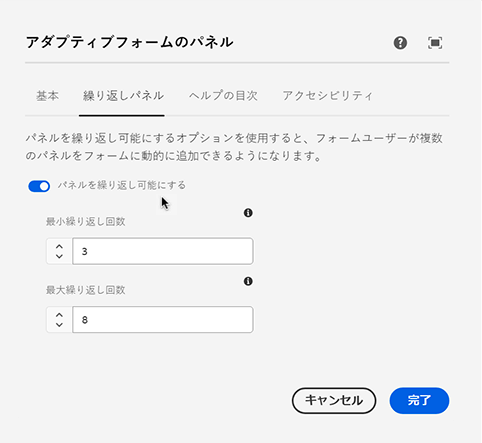 アダプティブフォームのパネル
基本 繰り返しパネル ヘルプの目次 アクセシビリティ
パネルを繰り返し可能にするオプションを使用すると、フォームユーザーが複数
のパネルをフォームに動的に追加できるようになります。
パネルを繰り返し可能にする
最小繰り返し回数
3
最大繰り返し回数
8
キャンセル 完了